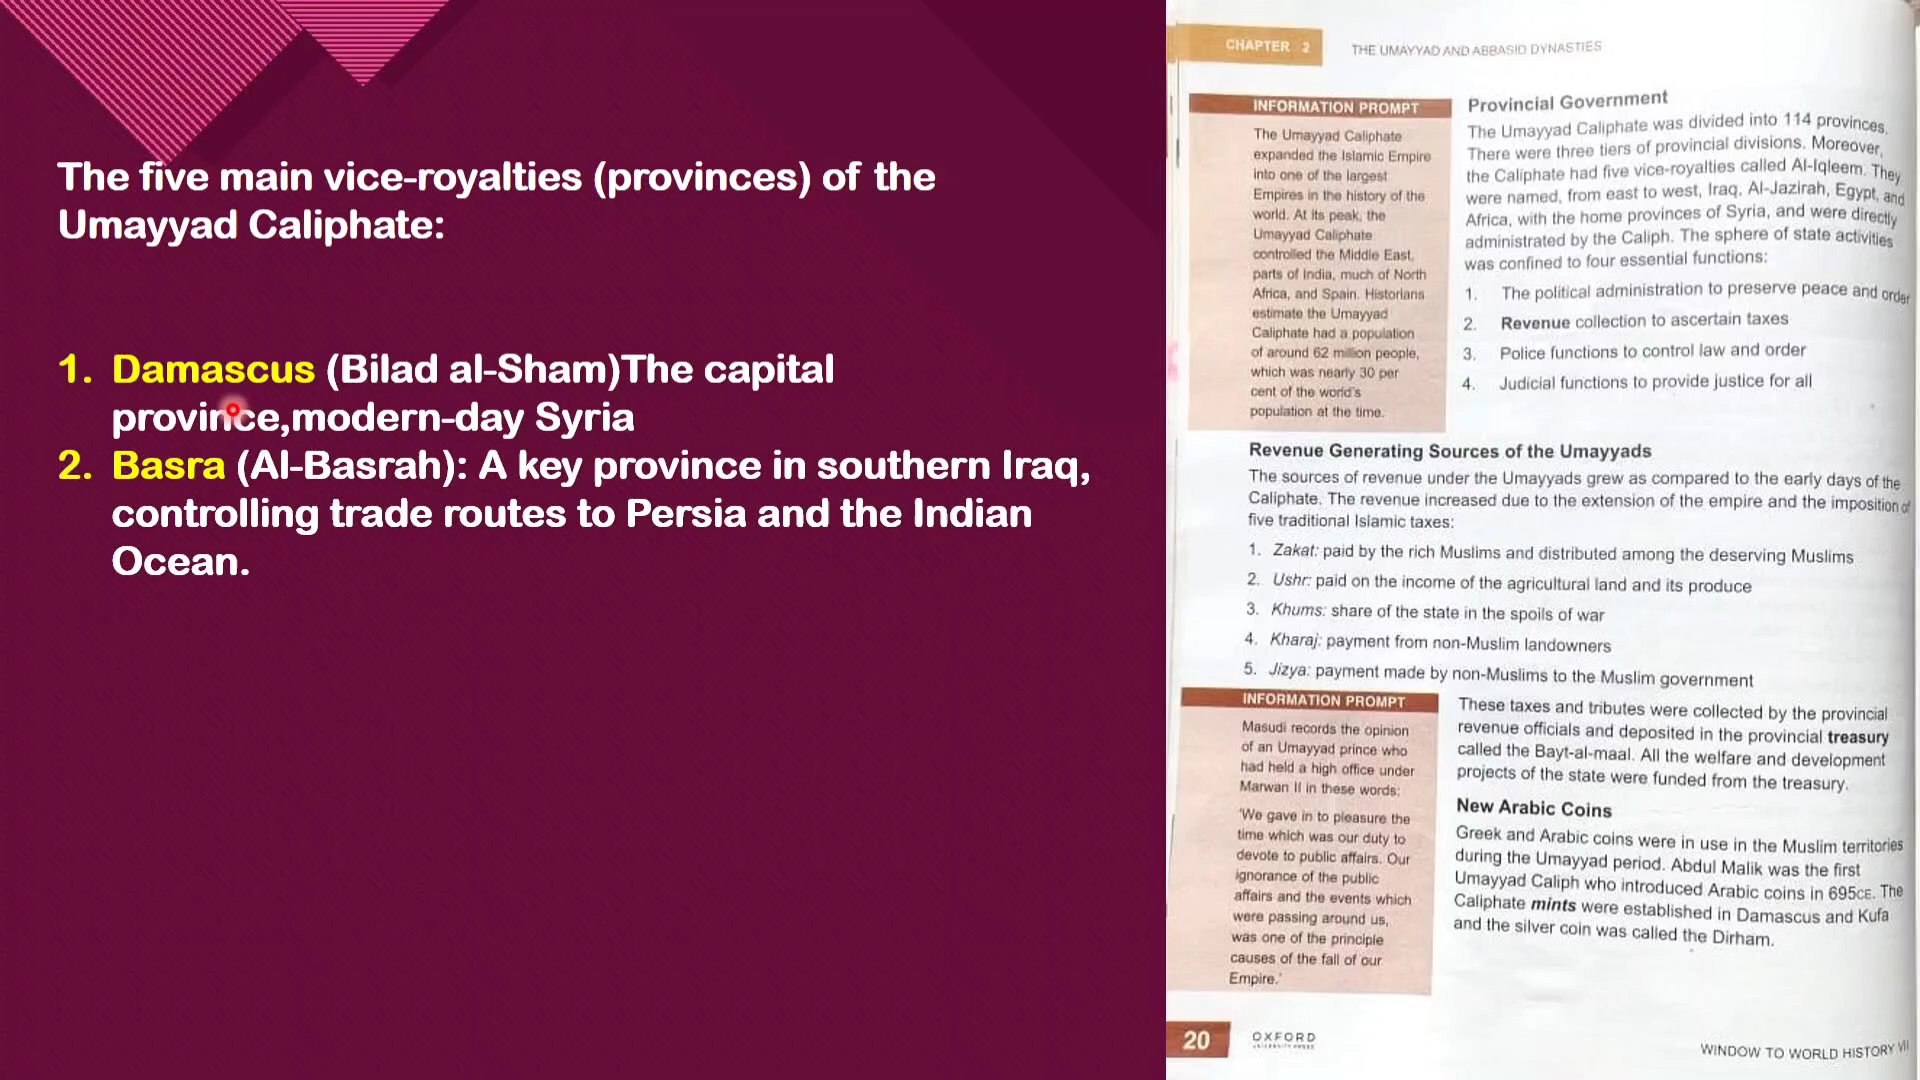 The five main vice-royalties (provinces) of the
Umayyad Caliphate:
1. Damascus (Bilad al-Sham)The capital
province,modern-day Syria
2. Basra (Al-Basrah): A key province in southern Iraq,
controlling trade routes to Persia and the Indian
Ocean.
CHAPTER 2
THE UMAYYAD AND ABBASID DYNASTIES
INFORMATION PROMPT
The Umayyad Caliphate
expanded the Islamic Empire
into one of the largest
Empires in the history of the
world. At its peak, the
Umayyad Caliphate
controlled the Middle East,
parts of India, much of North
Africa, and Spain. Historians
estimate the Umayyad
Caliphate had a population
of around 62 million people,
which was nearly 30 per
cent of the world's
population at the time.
Provincial Government
The Umayyad Caliphate was divided into 114 provinces.
There were three tiers of provincial divisions. Moreover,
the Caliphate had five vice-royalties called Al-Iqleem. They
were named, from east to west, Iraq, Al-Jazirah, Egypt, and
Africa, with the home provinces of Syria, and were directly
administrated by the Caliph. The sphere of state activities
was confined to four essential functions:
1. The political administration to preserve peace and order
2. Revenue collection to ascertain taxes
3. Police functions to control law and order
4. Judicial functions to provide justice for all
Revenue Generating Sources of the Umayyads
The sources of revenue under the Umayyads grew as compared to the early days of the
Caliphate. The revenue increased due to the extension of the empire and the imposition of
five traditional Islamic taxes:
1. Zakat: paid by the rich Muslims and distributed among the deserving Muslims
2. Ushr: paid on the income of the agricultural land and its produce
3. Khums: share of the state in the spoils of war
4. Kharaj: payment from non-Muslim landowners
5. Jizya: payment made by non-Muslims to the Muslim government
INFORMATION PROMPT
Masudi records the opinion
of an Umayyad prince who
had held a high office under
Marwan II in these words:
'We gave in to pleasure the
time which was our duty to
devote to public affairs. Our
ignorance of the public
affairs and the events which
were passing around us,
was one of the principle
causes of the fall of our
Empire.'
These taxes and tributes were collected by the provincial
revenue officials and deposited in the provincial treasury
called the Bayt-al-maal. All the welfare and development
projects of the state were funded from the treasury.
New Arabic Coins
Greek and Arabic coins were in use in the Muslim territories
during the Umayyad period. Abdul Malik was the first
Umayyad Caliph who introduced Arabic coins in 695CE. The
Caliphate mints were established in Damascus and Kufa
and the silver coin was called the Dirham.
20
OXFORD
UNIVERSITY PRESS
WINDOW TO WORLD HISTORY VII